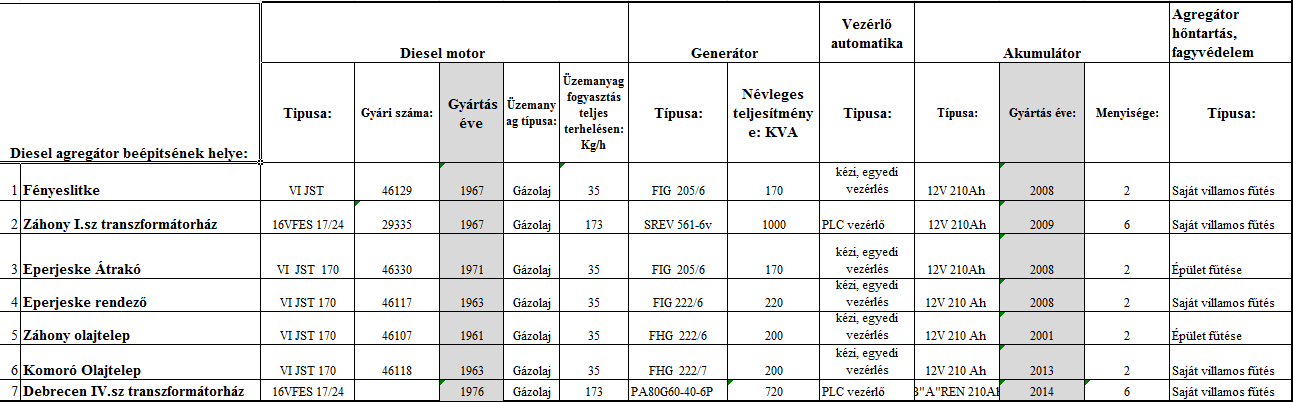 Diesel agregátor beépitsének helye:
Diesel motor
Generátor
Vezérlő automatika
Akumulátor
Agregátor hőntartás, fagyvédelem
Tipusa:
Gyári száma:
Gyártás éve
Üzemany ag típusa:
Üzemanyag fogyasztás teljes terhelésen: Kg/h
Típusa:
Névleges teljesítmény e: KVA
Tipusa:
Típusa:
Gyártás éve:
Menyisége:
Típusa:
1 Fényeslitke VI JST 46129 1967 Gázolaj 35 FIG 205/6 170 kézi, egyedi vezérlés 12V 210Ah 2008 2 Saját villamos fütés
2 Záhony I.sz transzformátorház 16VFES 17/24 29335 1967 Gázolaj 173 SREV 561-6v 1000 PLC vezérlő 12V 210Ah 2009 6 Saját villamos fütés
3 Eperjeske Átrakó VI JST 170 46330 1971 Gázolaj 35 FIG 205/6 170 kézi, egyedi vezérlés 12V 210Ah 2008 2 Épület fütése
4 Eperjeske rendező VI JST 170 46117 1963 Gázolaj 35 FIG 222/6 220 kézi, egyedi vezérlés 12V 210 Ah 2008 2 Saját villamos fütés
5 Záhony olajtelep VI JST 170 46107 1961 Gázolaj 35 FHG 222/6 200 kézi, egyedi vezérlés 12V 210 Ah 2001 2 Épület fütése
6 Komoró Olajtelep VI JST 170 46118 1963 Gázolaj 35 FHG 222/7 200 kézi, egyedi vezérlés 12V 210 Ah 2013 2 Saját villamos fütés
7 Debrecen IV.sz transzformátorház 16VFES 17/24 1976 Gázolaj 173 PA80G60-40-6P 720 PLC vezérlő "A"REN 2014 6 Saját villamos fütés